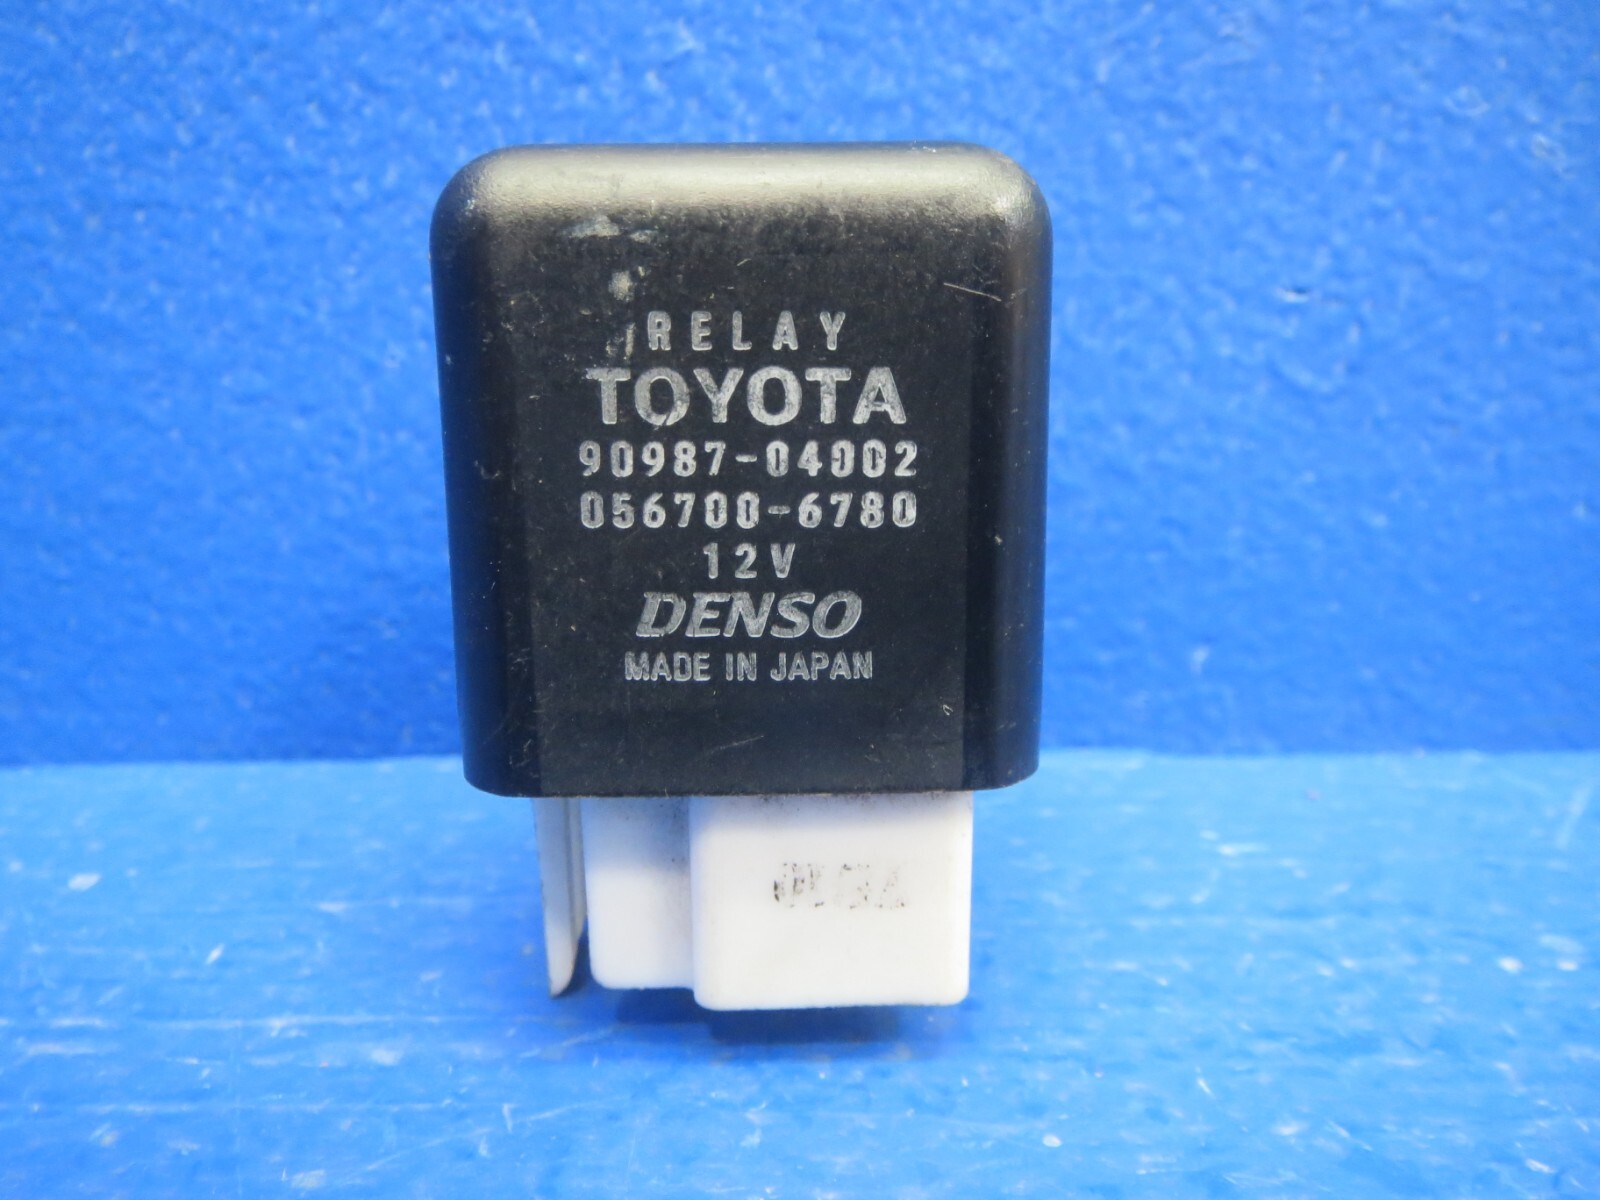 RELAY
TOYOTA
90987-04002
056700-6780
12V
DENSO
MADE IN JAPAN